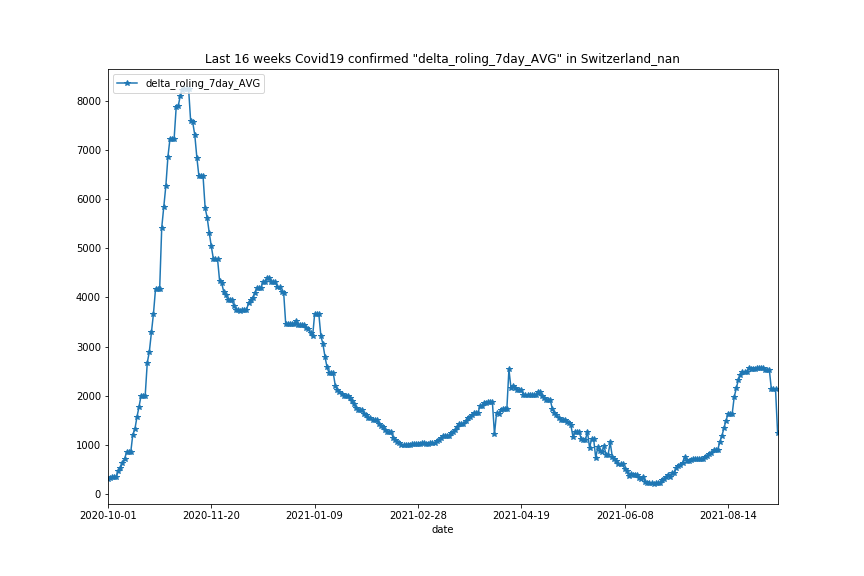 Last 16 weeks Covid19 confirmed "delta_roling_7day_AVG" in Switzerland_nan
delta_roling_7day_AVG
8000
7000
6000
5000
4000
3000
2000
1000
0
2020-10-01 2020-11-20 2021-01-09 2021-02-28 2021-04-19 2021-06-08 2021-08-14
date